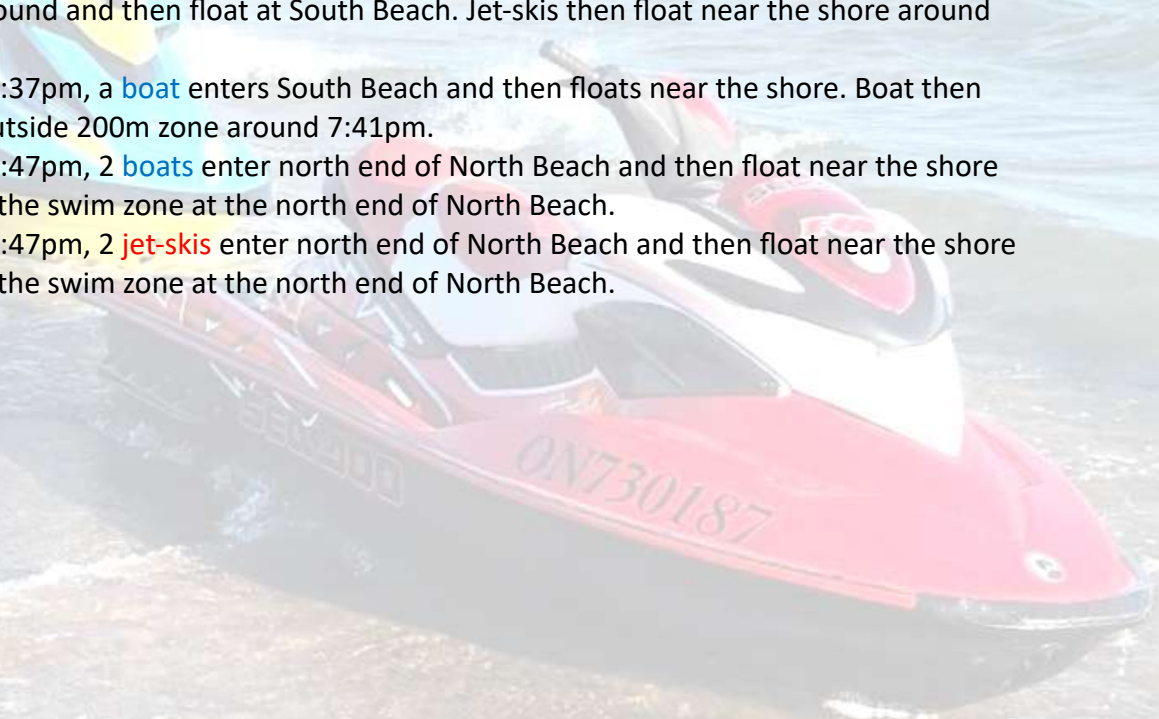 ound and then float at South Beach. Jet-skis then float near the shore around
:37pm, a boat enters South Beach and then floats near the shore. Boat then
utside 200m zone around 7:41pm.
:47pm, 2 boats enter north end of North Beach and then float near the shore
the swim zone at the north end of North Beach.
:47pm, 2 jet-skis enter north end of North Beach and then float near the shore
the swim zone at the north end of North Beach.
SEADOO
ON730187